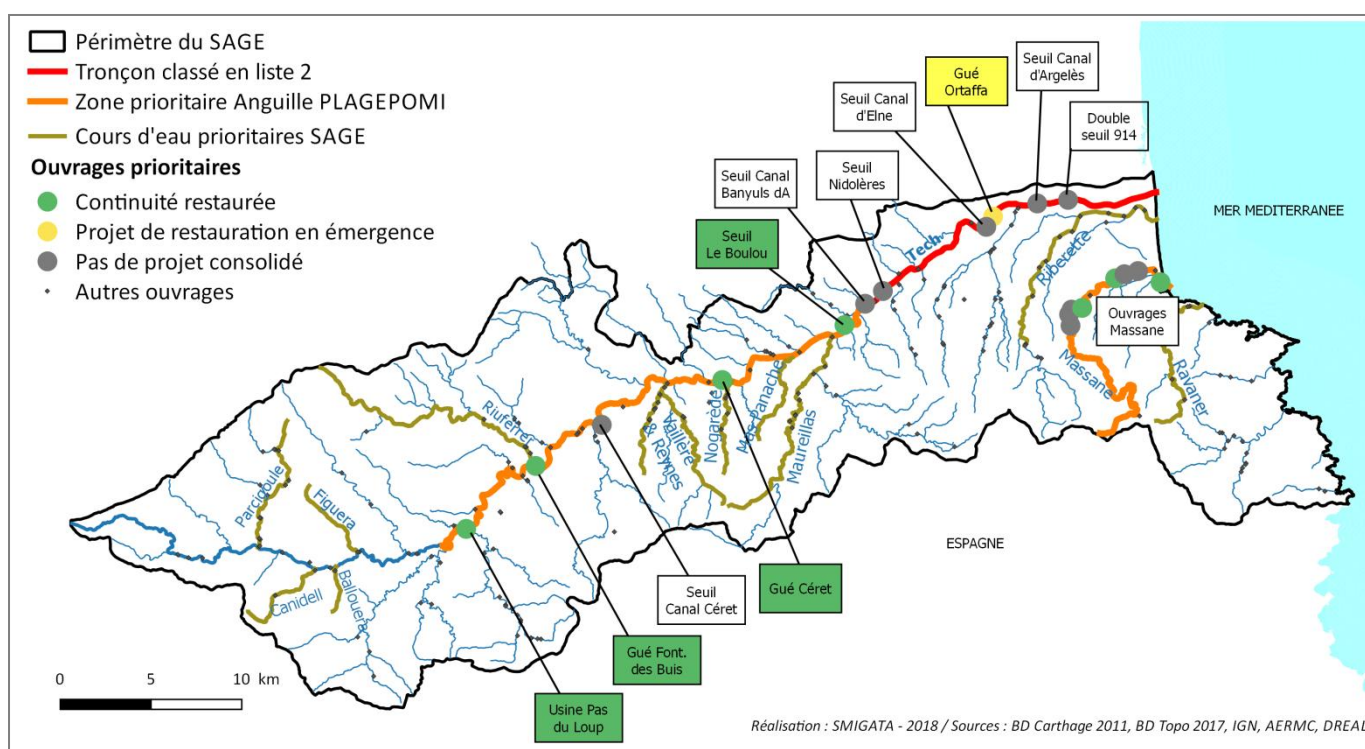 Périmètre du SAGE
Tronçon classé en liste 2
Zone prioritaire Anguille PLAGEPOMI
Cours d'eau prioritaires SAGE
Ouvrages prioritaires
Continuité restaurée
Projet de restauration en émergence
Pas de projet consolidé
Autres ouvrages
Seuil Canal
d'Argelès
Gué
Ortaffa
Seuil Canal
d'Elne
Double
seuil 914
Seuil Canal
Banyuls dA
Seuil
Nidolères
Seuil
Le Boulou
MER MEDITERRANEE
Tech
Riberette
Ouvrages
Massane
Massane
Ravaner
Riuferrer
Vaillère
& Reynes
Nogarède
Mas Panache
Maureillas
Parcigoule
Figuera
Canidell
Baillouera
ESPAGNE
Seuil
Canal Céret
Gué Céret
Gué Font.
des Buis
Usine Pas
du Loup
0 5 10 km
Réalisation : SMIGATA - 2018 / Sources : BD Carthage 2011, BD Topo 2017, IGN, AERMC, DREAL